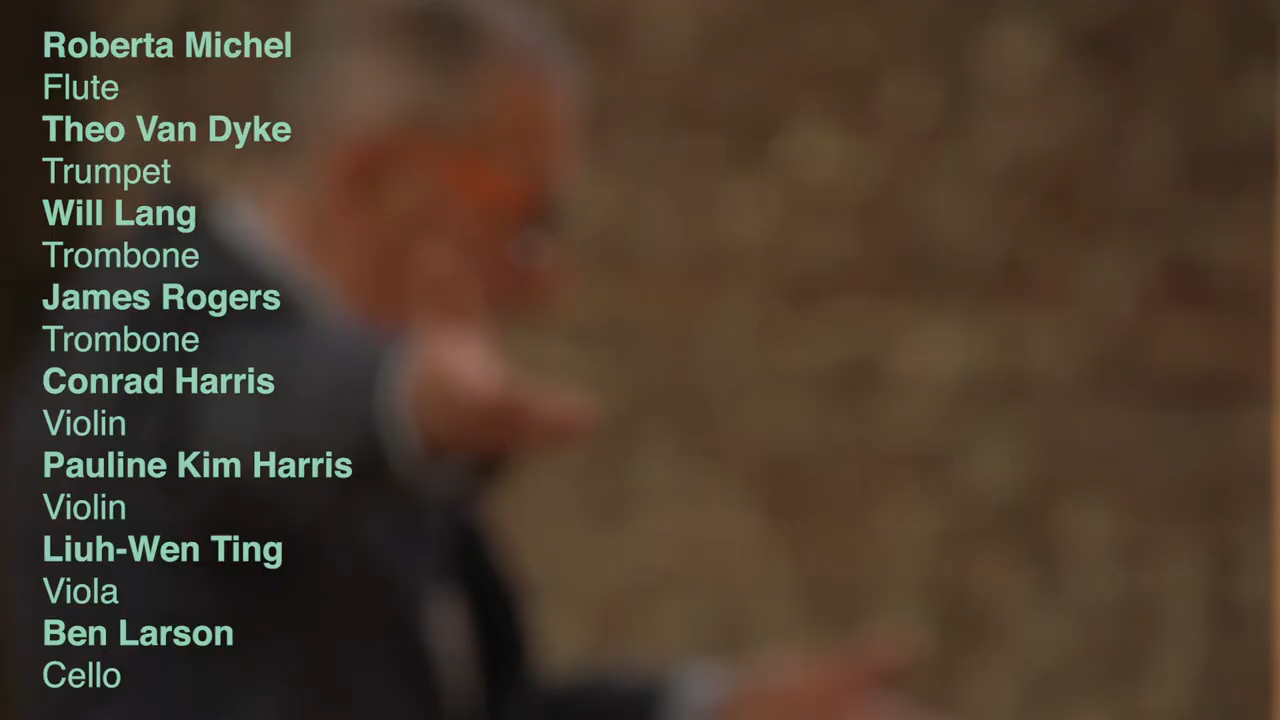 Roberta Michel
Flute
Theo Van Dyke
Trumpet
Will Lang
Trombone
James Rogers
Trombone
Conrad Harris
Violin
Pauline Kim Harris
Violin
Liuh-Wen Ting
Viola
Ben Larson
Cello